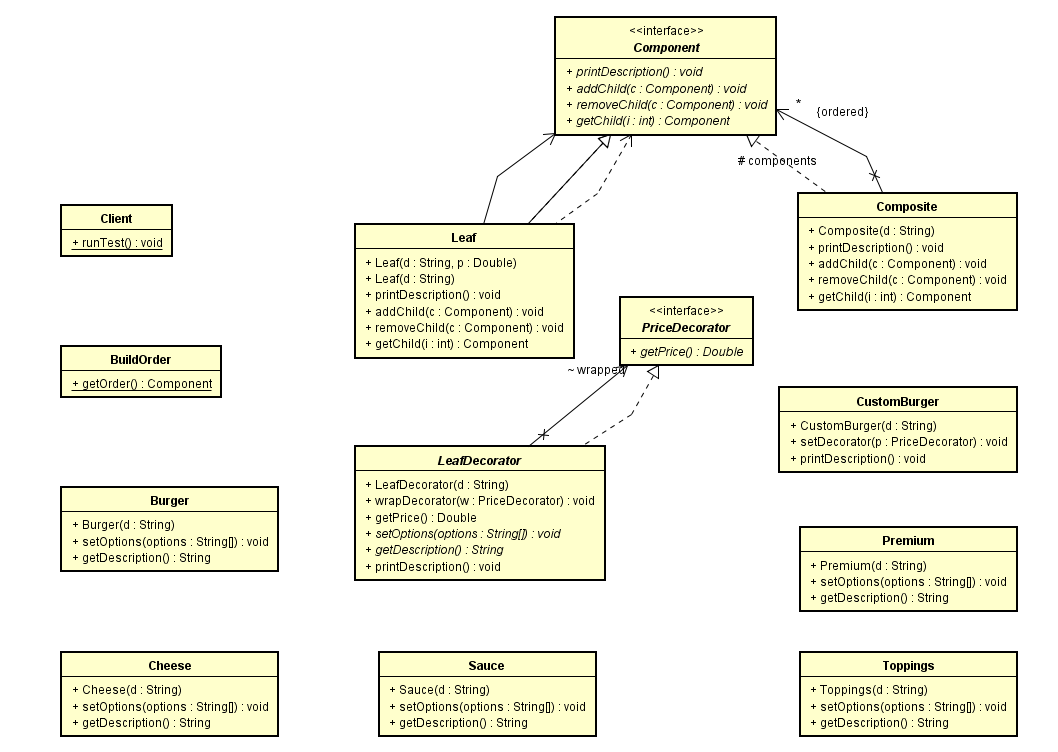 <<interface>>
Component
+ printDescription() : void
+ addChild(c : Component) : void
+ removeChild(c : Component) : void
+ getChild(i : int) : Component
*
{ordered}
# components
Client
+ runTest() : void
Leaf
+ Leaf(d : String, p : Double)
+ Leaf(d : String)
+ printDescription() : void
+ addChild(c : Component) : void
+ removeChild(c : Component) : void
+ getChild(i : int) : Component
Composite
+ Composite(d : String)
+ printDescription() : void
+ addChild(c : Component) : void
+ removeChild(c : Component) : void
+ getChild(i : int) : Component
<<interface>>
PriceDecorator
+ getPrice() : Double
~ wrapped
BuildOrder
+ getOrder() : Component
CustomBurger
+ CustomBurger(d : String)
+ setDecorator(p : PriceDecorator) : void
+ printDescription() : void
LeafDecorator
+ LeafDecorator(d : String)
+ wrapDecorator(w : PriceDecorator) : void
+ getPrice() : Double
+ setOptions(options : String[]) : void
+ getDescription() : String
+ printDescription() : void
Burger
+ Burger(d : String)
+ setOptions(options : String[]) : void
+ getDescription() : String
Premium
+ Premium(d : String)
+ setOptions(options : String[]) : void
+ getDescription() : String
Cheese
+ Cheese(d : String)
+ setOptions(options : String[]) : void
+ getDescription() : String
Sauce
+ Sauce(d : String)
+ setOptions(options : String[]) : void
+ getDescription() : String
Toppings
+ Toppings(d : String)
+ setOptions(options : String[]) : void
+ getDescription() : String